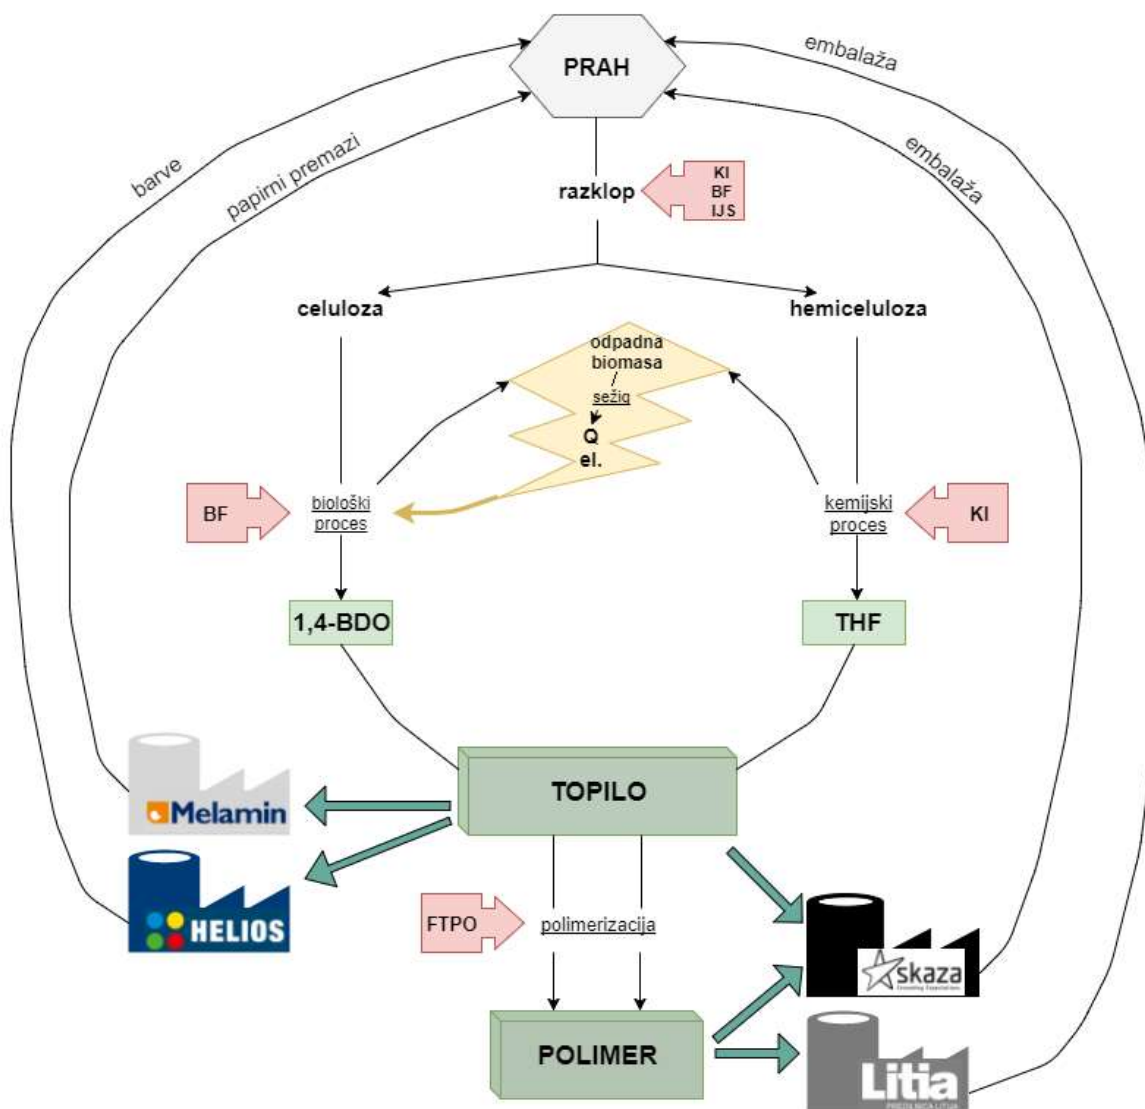 PRAH
embalaža
embalaža
barve
papirni premazi
razklop
KI
BF
IJS
celuloza
hemiceluloza
odpadna
biomasa
sežig
Q
el.
BF
biološki
proces
kemijski
proces
KI
1,4-BDO
THF
TOPILO
Melamin
HELIOS
FTPO
polimerizacija
skaza
POLIMER
Litia